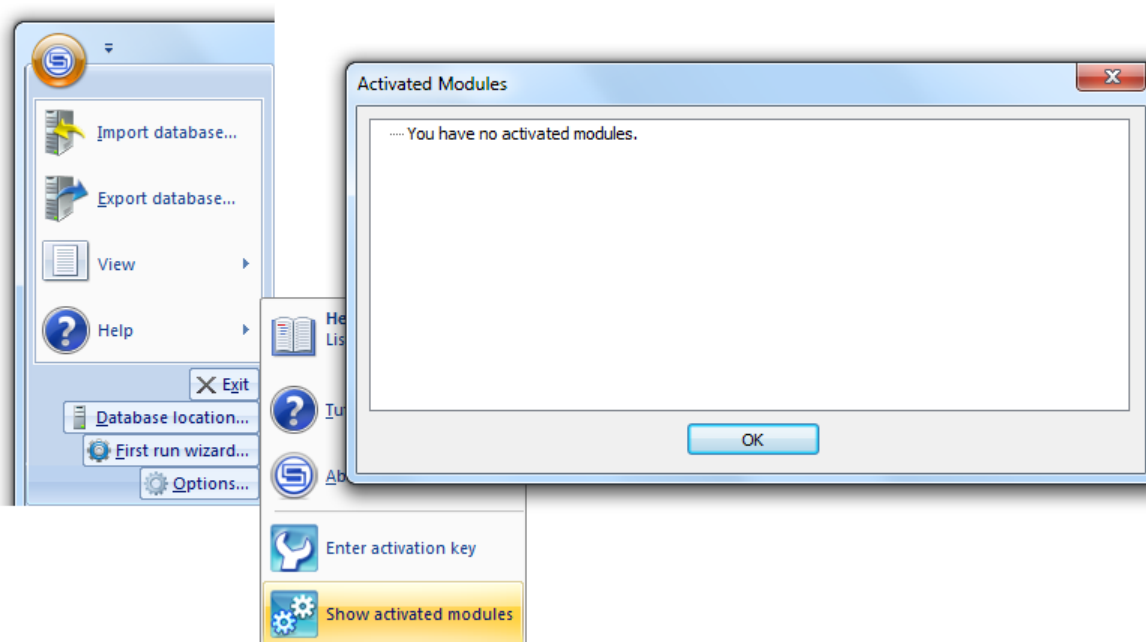 Import database...
Export database...
View
Help
Exit
Database location...
First run wizard...
Options...
Enter activation key
Show activated modules
Activated Modules
You have no activated modules.
OK